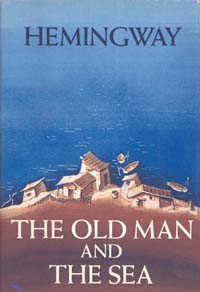 HEMINGWAY
THE OLD MAN
AND
THE SEA